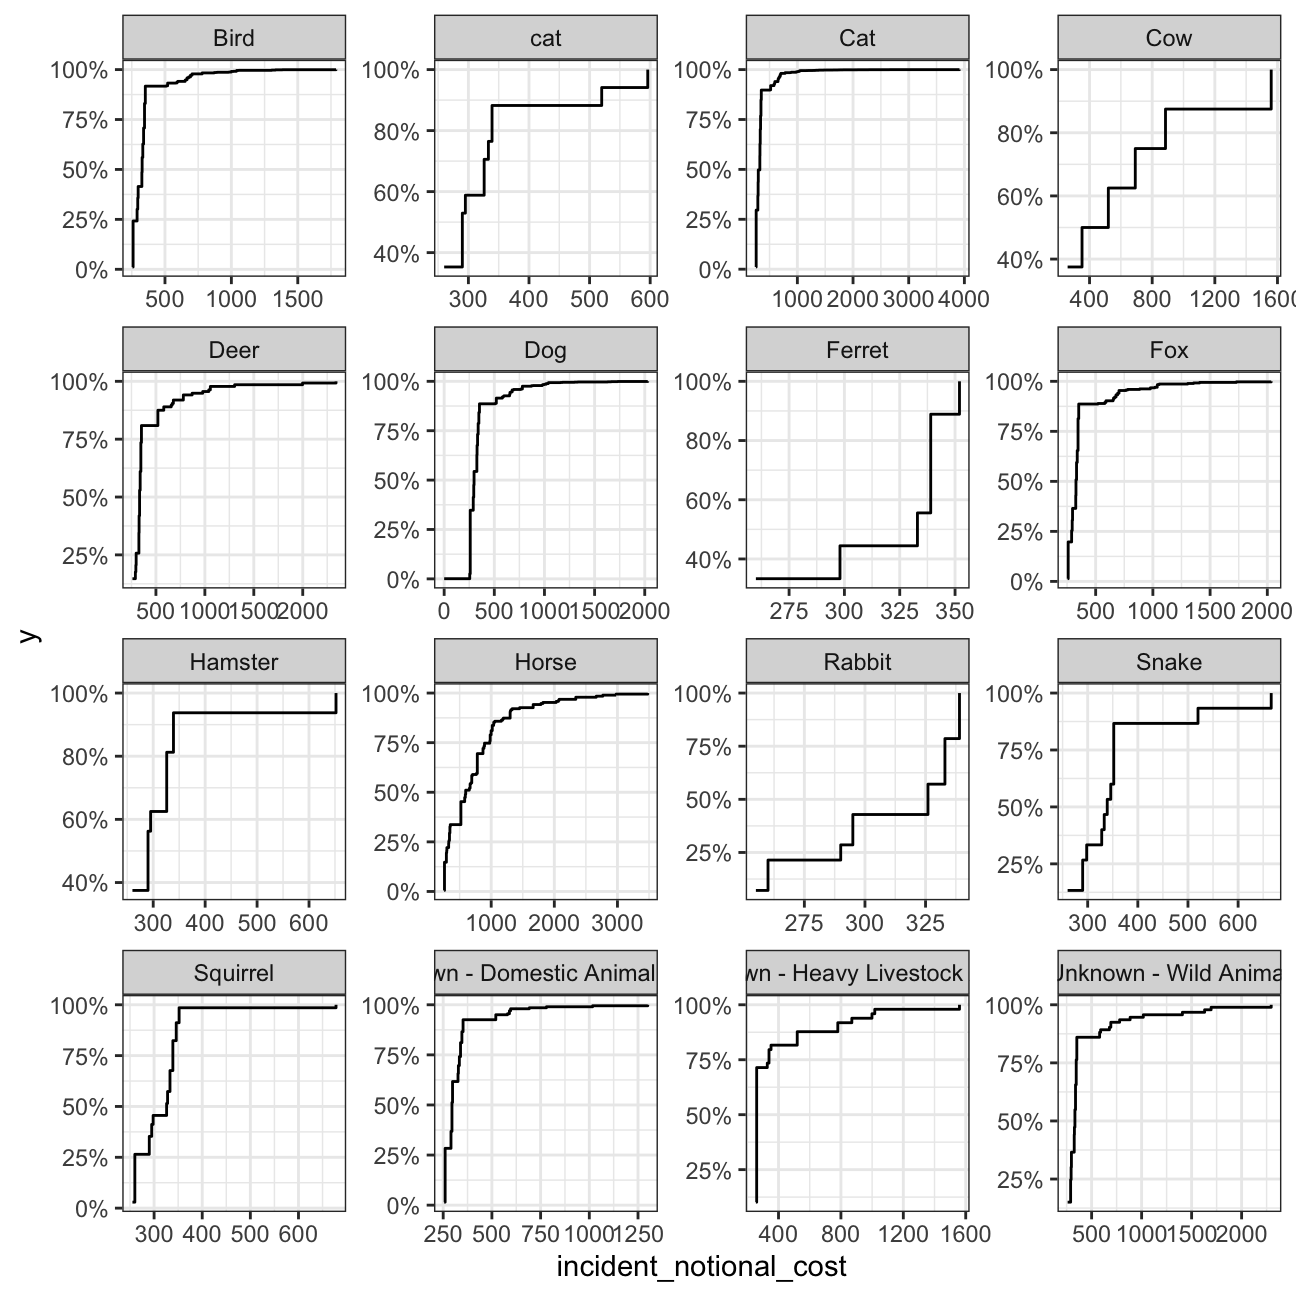 Bird cat Cat Cow
100% 100% 100% 100%
75% 80% 75% 80%
50% 60% 50% 60%
25% 40% 25% 40%
0% 0%
500 1000 1500 300 400 500 600 1000 2000 3000 4000 400 800 1200 1600
Deer Dog Ferret Fox
100% 100% 100% 100%
75% 75% 80% 75%
50% 50% 60% 50%
25% 25% 40% 25%
0% 0%
500 1000 1500 2000 0 500 1000 1500 2000 275 300 325 350 500 1000 1500 2000
y
Hamster Horse Rabbit Snake
100% 100% 100% 100%
80% 75% 75% 75%
60% 50% 50% 50%
40% 25% 25% 25%
0%
300 400 500 600 1000 2000 3000 275 300 325 300 400 500 600
Squirrel wn - Domestic Animal wn - Heavy Livestock Unknown - Wild Anima
100% 100% 100% 100%
75% 75% 75% 75%
50% 50% 50% 50%
25% 25% 25% 25%
0% 0%
300 400 500 600 250 500 750 1000 1250 400 800 1200 1600 500 1000 1500 2000
incident_notional_cost